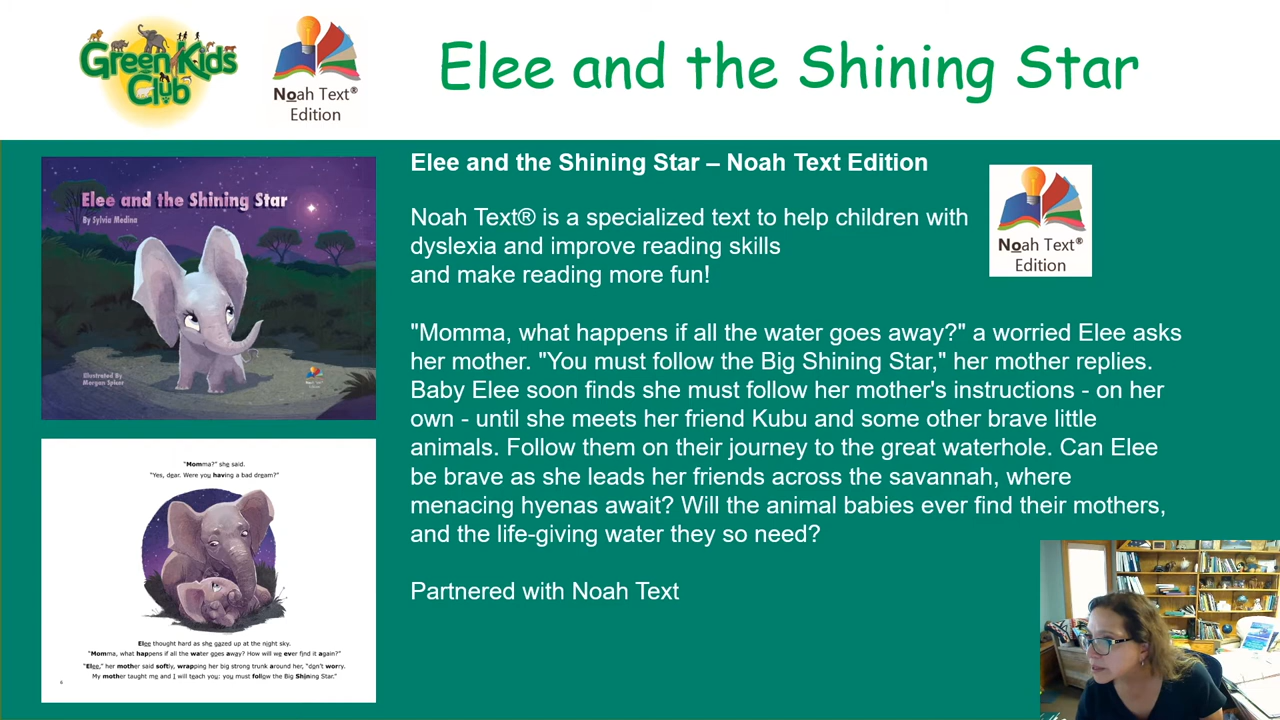 Green Kids
Club
Noah Text®
Edition
Elee and the Shining Star
Elee and the Shining Star
By Sylvia Medina
Illustrated By
Morgan Spicer
"Momma?" she said.
"Yes, dear. Were you having a bad dream?"
Elee thought hard as she gazed up at the night sky.
"Momma, what happens if all the water goes away? How will we ever find it again?"
"Elee," her mother said softly, wrapping her big strong trunk around her, "don't worry.
My mother taught me and I will teach you: you must follow the Big Shining Star."
6
Elee and the Shining Star – Noah Text Edition
Noah Text® is a specialized text to help children with
dyslexia and improve reading skills
and make reading more fun!
Noah Text®
Edition
"Momma, what happens if all the water goes away?" a worried Elee asks
her mother. "You must follow the Big Shining Star," her mother replies.
Baby Elee soon finds she must follow her mother's instructions - on her
own - until she meets her friend Kubu and some other brave little
animals. Follow them on their journey to the great waterhole. Can Elee
be brave as she leads her friends across the savannah, where
menacing hyenas await? Will the animal babies ever find their mothers,
and the life-giving water they so need?
Partnered with Noah Text